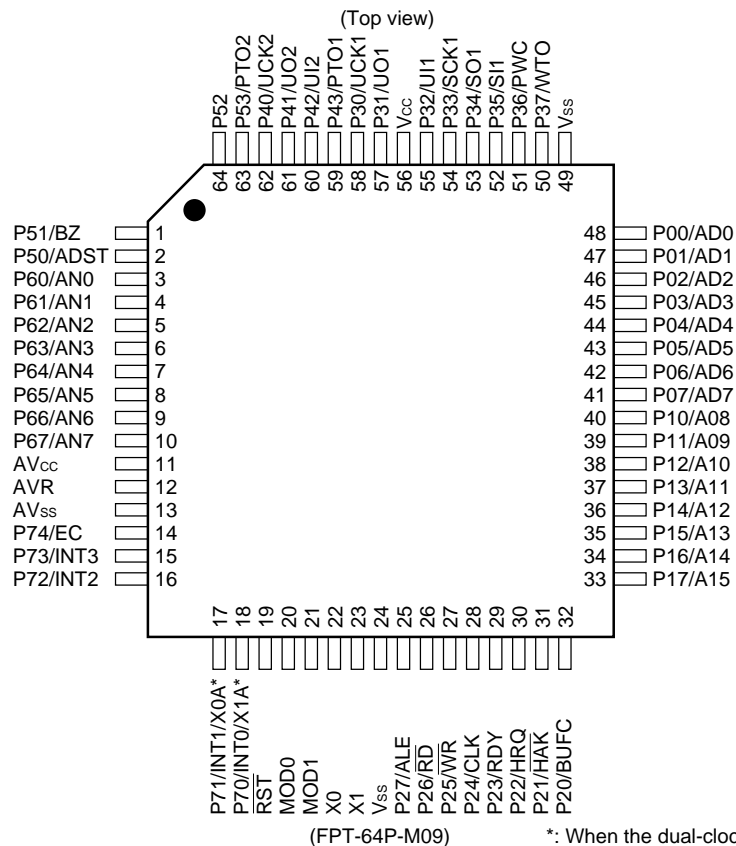 (Top view)
P52
P53/PTO2
P40/UCK2
P41/UO2
P42/UI2
P43/PTO1
P30/UCK1
P31/UO1
Vcc
P32/UI1
P33/SCK1
P34/SO1
P35/SI1
P36/PWC
P37/WTO
Vss
64
63
62
61
60
59
58
57
56
55
54
53
52
51
50
49
P51/BZ 1
P50/ADST 2
P60/AN0 3
P61/AN1 4
P62/AN2 5
P63/AN3 6
P64/AN4 7
P65/AN5 8
P66/AN6 9
P67/AN7 10
AVcc 11
AVR 12
AVss 13
P74/EC 14
P73/INT3 15
P72/INT2 16
48 P00/AD0
47 P01/AD1
46 P02/AD2
45 P03/AD3
44 P04/AD4
43 P05/AD5
42 P06/AD6
41 P07/AD7
40 P10/A08
39 P11/A09
38 P12/A10
37 P13/A11
36 P14/A12
35 P15/A13
34 P16/A14
33 P17/A15
17
18
19
20
21
22
23
24
25
26
27
28
29
30
31
32
P71/INT1/X0A*
P70/INT0/X1A*
RST
MOD0
MOD1
X0
X1
Vss
P27/ALE
P26/RD
P25/WR
P24/CLK
P23/RDY
P22/HRQ
P21/HAK
P20/BUFC
(FPT-64P-M09)
*: When the dual-cloc